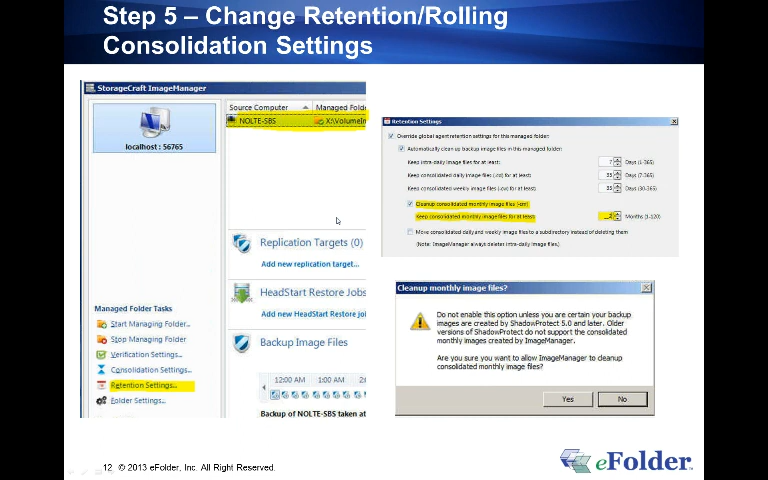 Step 5 – Change Retention/Rolling
Consolidation Settings
StorageCraft ImageManager
localhost : 56765
Source Computer
Managed Folde
NOLTE-SBS
X:\VolumeIn
Replication Targets (0)
Add new replication target...
HeadStart Restore Jobs
Add new HeadStart Restore jo
Backup Image Files
12:00 AM 1:00 AM
Backup of NOLTE-SBS taken at
Managed Folder Tasks
Start Managing Folder...
Stop Managing Folder
Verification Settings...
Consolidation Settings...
Retention Settings...
Folder Settings...
Retention Settings
Override global agent retention settings for this managed folder:
Automatically clean up backup image files in this managed folder:
Keep intra-daily image files for at least: 7 Days (1-365)
Keep consolidated daily image files (-cd) for at least: Days (7-365)
Keep consolidated weekly image files (-cw) for at least: Days (30-365)
Cleanup consolidated monthly image files (-cm)
Keep consolidated monthly image files for at least: 2 Months (1-120)
Move consolidated daily and weekly image files to a subdirectory instead of deleting them
(Note: ImageManager always deletes intra-daily image files.)
Cleanup monthly image files?
Do not enable this option unless you are certain your backup
images are created by ShadowProtect 5.0 and later. Older
versions of ShadowProtect do not support the consolidated
monthly images created by ImageManager.
Are you sure you want to allow ImageManager to cleanup
consolidated monthly image files?
Yes No
12 © 2013 eFolder, Inc. All Right Reserved.
eFolder